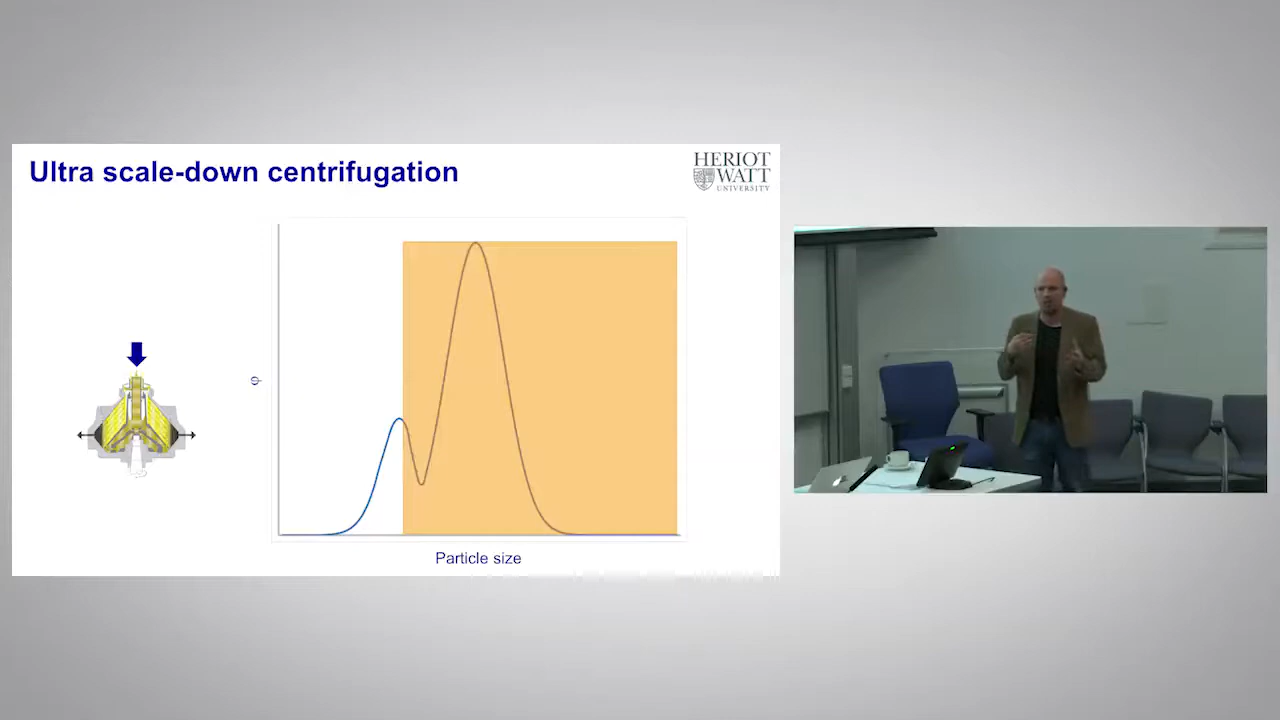 Ultra scale-down centrifugation
HERIOT
WATT
UNIVERSITY
φ
Particle size